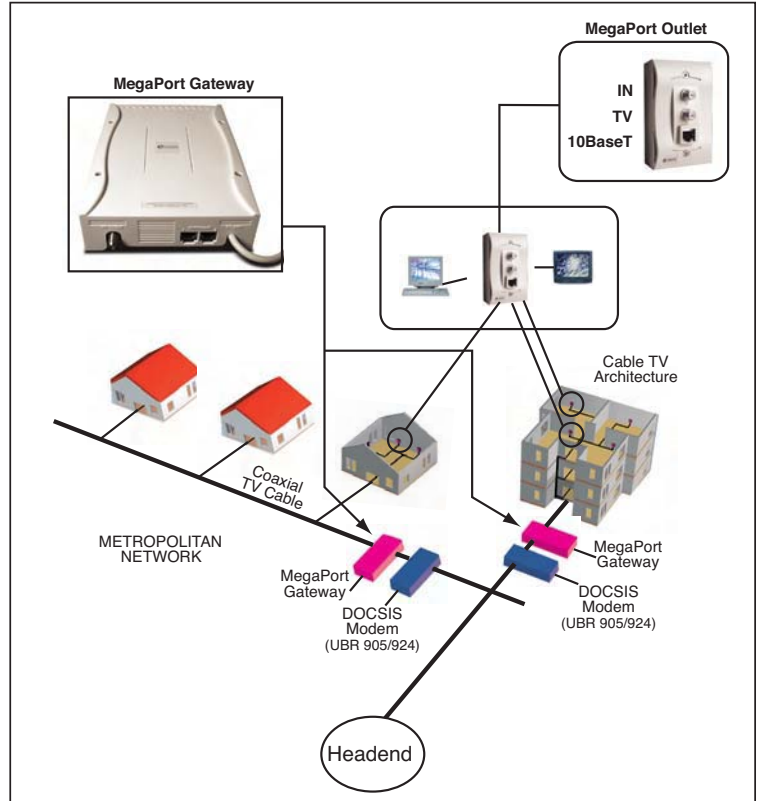 MegaPort Outlet
MegaPort Gateway
IN
TV
10BaseT
Cable TV
Architecture
Coaxial
TV Cable
METROPOLITAN
NETWORK
MegaPort
Gateway
DOCSIS
Modem
(UBR 905/924)
MegaPort
Gateway
DOCSIS
Modem
(UBR 905/924)
Headend